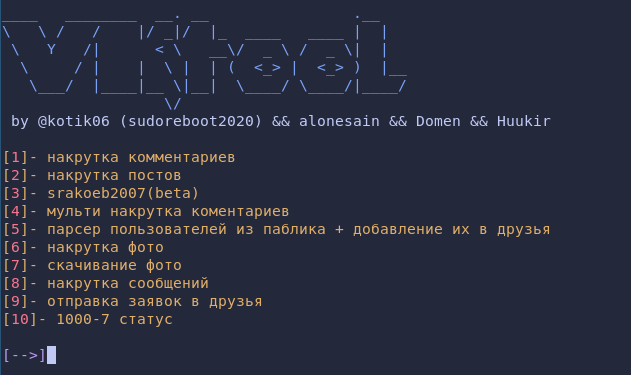 VKtool
by @kotik06 (sudoreboot2020) && alonesain && Domen && Huukir
[1]- накрутка комментариев
[2]- накрутка постов
[3]- srakoeb2007(beta)
[4]- мульти накрутка коментариев
[5]- парсер пользователей из паблика + добавление их в друзья
[6]- накрутка фото
[7]- скачивание фото
[8]- накрутка сообщений
[9]- отправка заявок в друзья
[10]- 1000-7 статус
[-->]